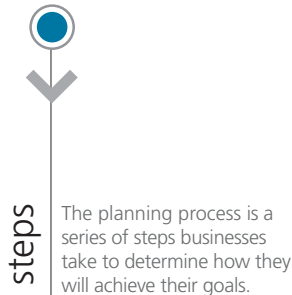 steps
The planning process is a
series of steps businesses
take to determine how they
will achieve their goals.